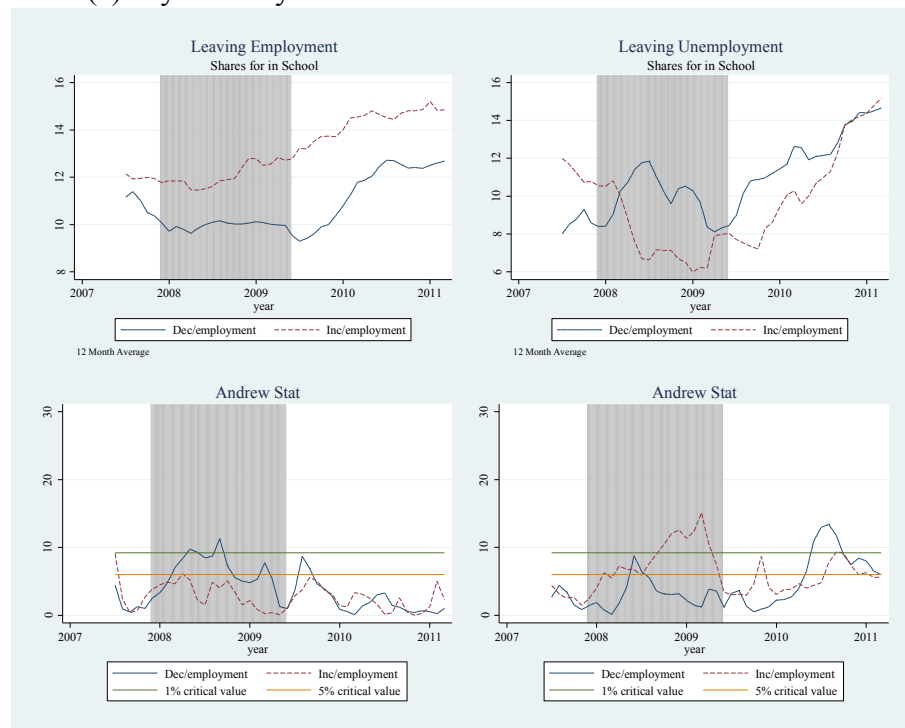 Leaving Employment
Shares for in School
16
14
12
10
8
2007 2008 2009 2010 2011
year
Dec/employment Inc/employment
12 Month Average
Leaving Unemployment
Shares for in School
16
14
12
10
8
6
2007 2008 2009 2010 2011
year
Dec/employment Inc/employment
12 Month Average
Andrew Stat
30
20
10
0
2007 2008 2009 2010 2011
year
Dec/employment Inc/employment
1% critical value 5% critical value
Andrew Stat
30
20
10
0
2007 2008 2009 2010 2011
year
Dec/employment Inc/employment
1% critical value 5% critical value